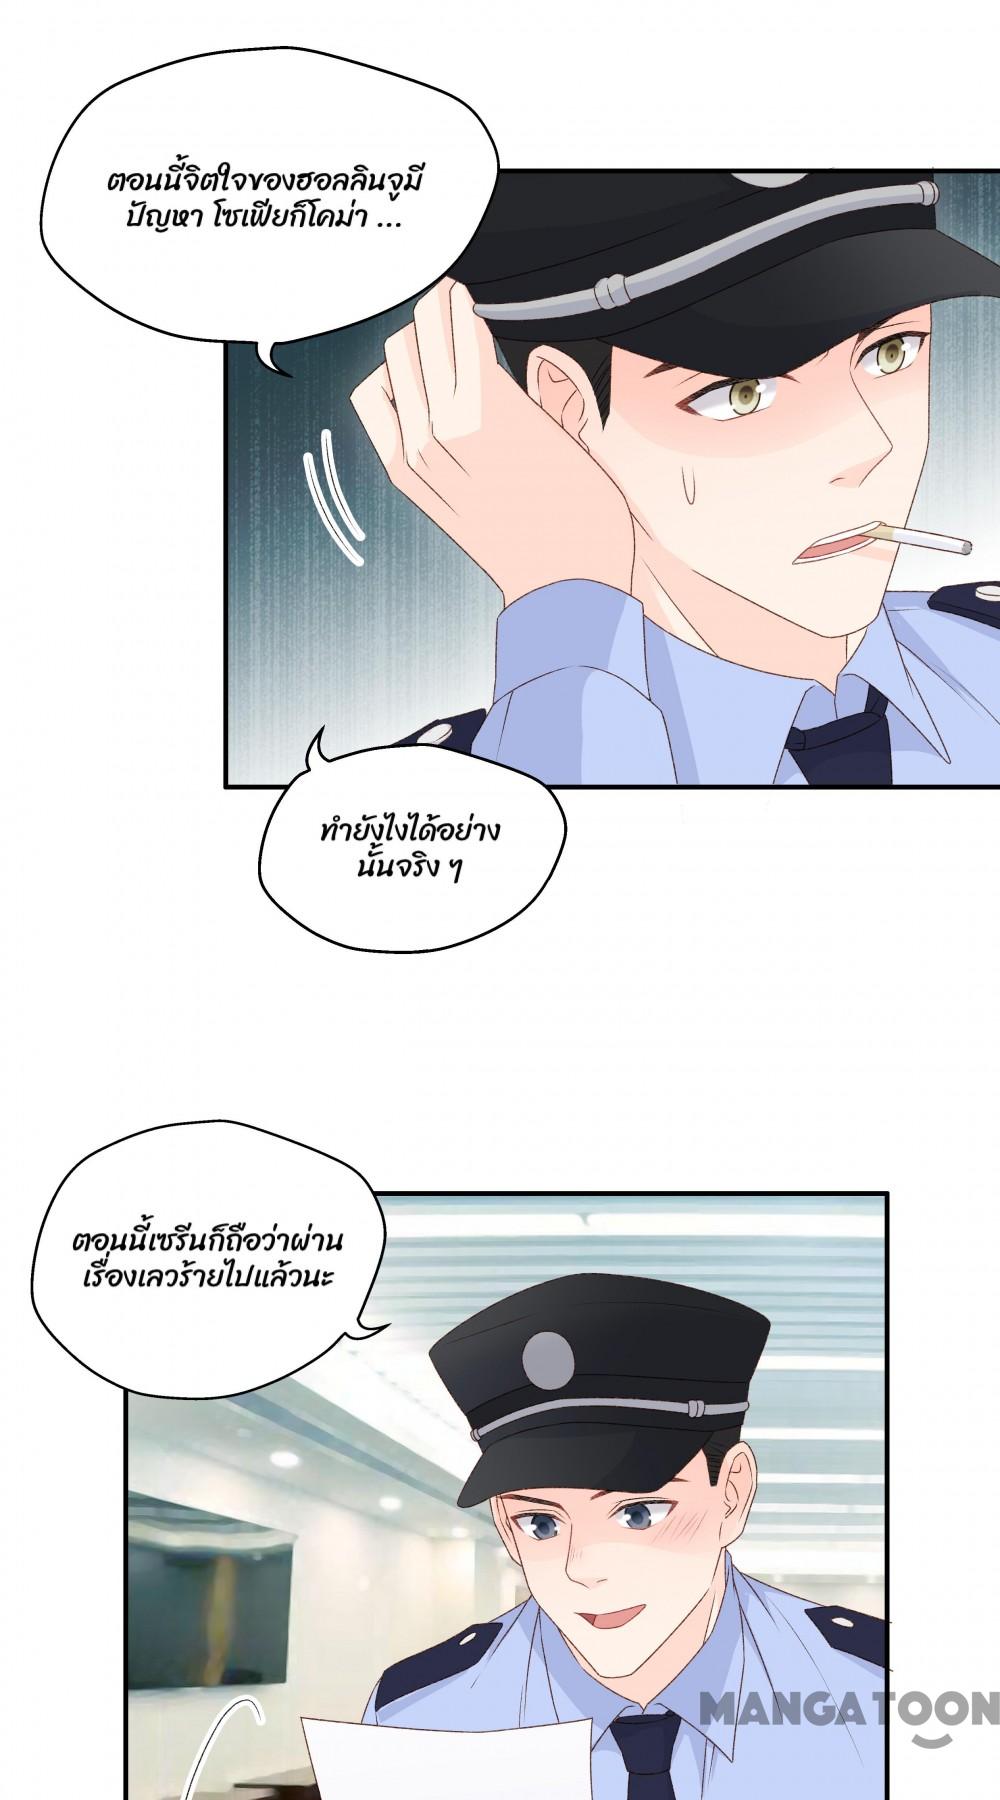 ตอนนี้จิตใจของฮอลลินจูมี
ปัญหา โซเฟียก็โคม่า ...
ทำยังไงได้อย่าง
นั้นจริง ๆ
ตอนนี้เซรีนก็ถือว่าผ่าน
เรื่องเลวร้ายไปแล้วนะ
MANGATOON